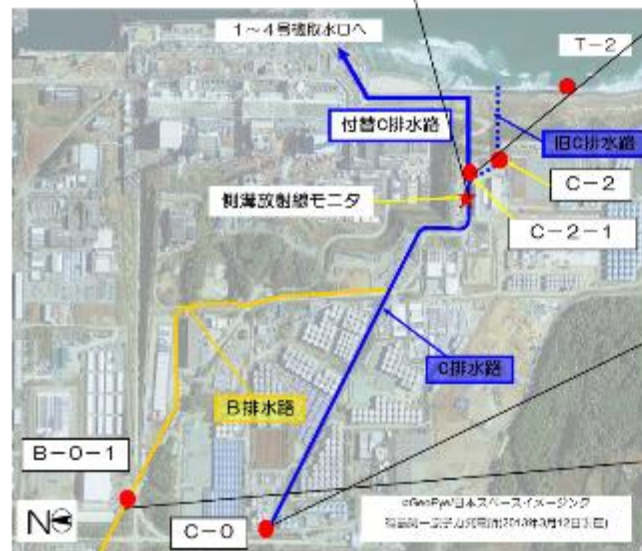 1~4号機取水口へ
T-2
付替C排水路
旧C排水路
側溝放射線モニタ
C-2
C-2-1
C排水路
B排水路
B-0-1
C-0
N
©GeoEye/日本スペースイメージング
福島第一原子力発電所(2013年3月12日現在)